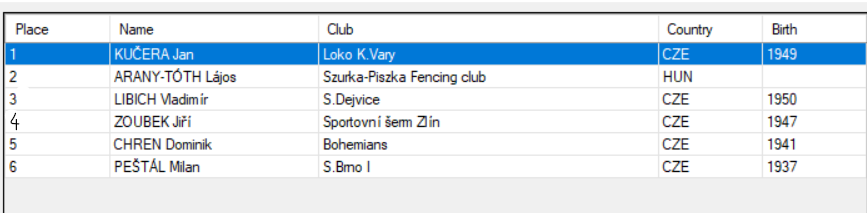 Place Name Club Country Birth
1 KUČERA Jan Loko K.Vary CZE 1949
2 ARANY-TÓTH Lájos Szurka-Piszka Fencing club HUN
3 LIBICH Vladimír S.Dejvice CZE 1950
4 ZOUBEK Jiří Sportovní šerm Zlín CZE 1947
5 CHREN Dominik Bohemians CZE 1941
6 PEŠTÁL Milan S.Brno I CZE 1937